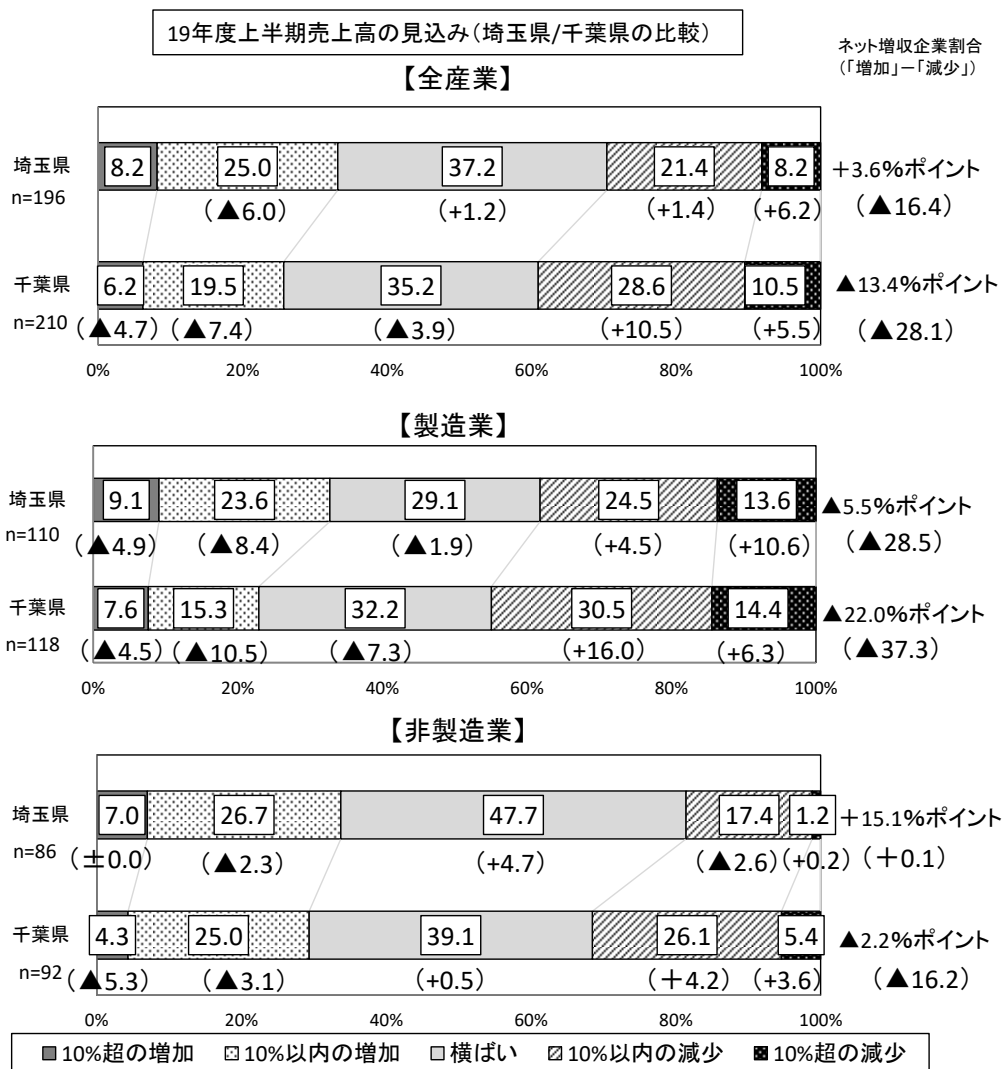 19年度上半期売上高の見込み(埼玉県/千葉県の比較)
ネット増収企業割合
(「増加」－「減少」)
【全産業】
埼玉県 8.2 25.0 37.2 21.4 8.2 ＋3.6%ポイント
n=196 (▲6.0) (+1.2) (+1.4) (+6.2) (▲16.4)
千葉県 6.2 19.5 35.2 28.6 10.5 ▲13.4%ポイント
n=210 (▲4.7) (▲7.4) (▲3.9) (+10.5) (+5.5) (▲28.1)
0% 20% 40% 60% 80% 100%
【製造業】
埼玉県 9.1 23.6 29.1 24.5 13.6 ▲5.5%ポイント
n=110 (▲4.9) (▲8.4) (▲1.9) (+4.5) (+10.6) (▲28.5)
千葉県 7.6 15.3 32.2 30.5 14.4 ▲22.0%ポイント
n=118 (▲4.5) (▲10.5) (▲7.3) (+16.0) (+6.3) (▲37.3)
0% 20% 40% 60% 80% 100%
【非製造業】
埼玉県 7.0 26.7 47.7 17.4 1.2 ＋15.1%ポイント
n=86 (±0.0) (▲2.3) (+4.7) (▲2.6) (+0.2) (＋0.1)
千葉県 4.3 25.0 39.1 26.1 5.4 ▲2.2%ポイント
n=92 (▲5.3) (▲3.1) (+0.5) (＋4.2) (+3.6) (▲16.2)
0% 20% 40% 60% 80% 100%
10%超の増加 10%以内の増加 横ばい 10%以内の減少 10%超の減少